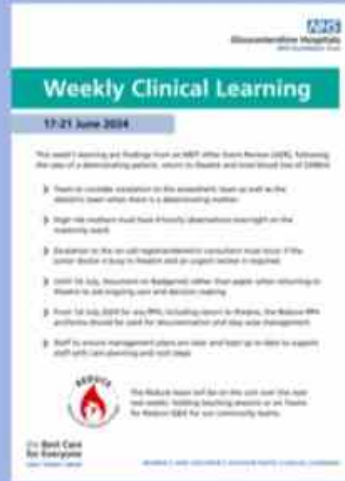 NHS
Gloucestershire Hospitals
NHS Foundation Trust
Weekly Clinical Learning
17-21 June 2024
This week's learning are findings from an MDT After Event Review (AER), following
the case of a deteriorating patient, return to theatre and total blood loss of
Team to consider escalation to the anaesthetic team as well as the
obstetric team when there is a deteriorating mother.
High risk mothers must have 4 hourly observations overnight on the
maternity ward.
Escalation to the on call registrar/obstetric consultant must occur if the
junior doctor is busy in theatre and an urgent review is required.
Until 1st July, document on Badgernet rather than paper when returning to
theatre to aid ongoing care and decision making.
From 1st July 2024 for any PPH, including return to theatre, the Reduce PPH
proforma should be used for documentation and step wise management.
Staff to ensure management plans are clear and kept up to date to support
staff with care planning and next steps.
REDUCE
The Reduce team will be on the unit over the next
two weeks, holding teaching sessions or on Teams
for Reduce Q&A for our community teams.
the Best Care
for Everyone